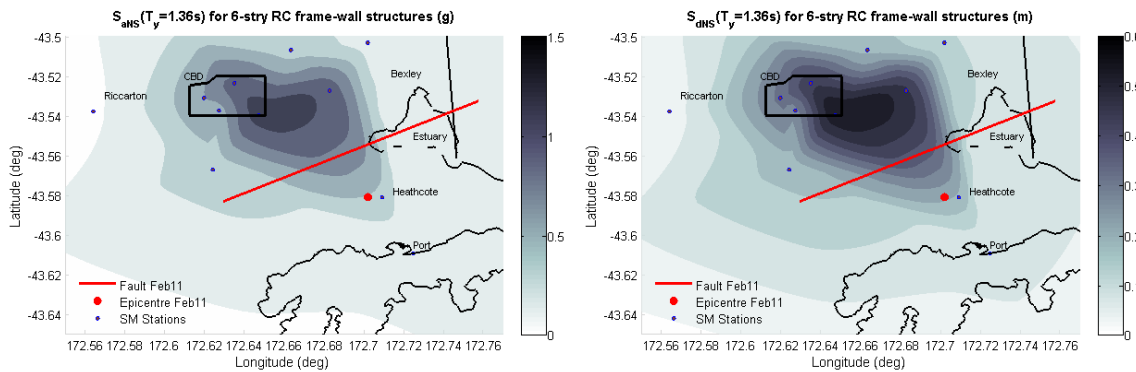 S_aNS(T_y=1.36s) for 6-stry RC frame-wall structures (g)
-43.5
-43.52
-43.54
-43.56
-43.58
-43.6
-43.62
-43.64
Latitude (deg)
CBD
Bexley
Riccarton
Estuary
Heathcote
Port
Fault Feb11
Epicentre Feb11
SM Stations
172.56 172.58 172.6 172.62 172.64 172.66 172.68 172.7 172.72 172.74 172.76
Longitude (deg)
1.5
1
0.5
0
S_dNS(T_y=1.36s) for 6-stry RC frame-wall structures (m)
-43.5
-43.52
-43.54
-43.56
-43.58
-43.6
-43.62
-43.64
Latitude (deg)
CBD
Bexley
Riccarton
Estuary
Heathcote
Port
Fault Feb11
Epicentre Feb11
SM Stations
172.56 172.58 172.6 172.62 172.64 172.66 172.68 172.7 172.72 172.74 172.76
Longitude (deg)